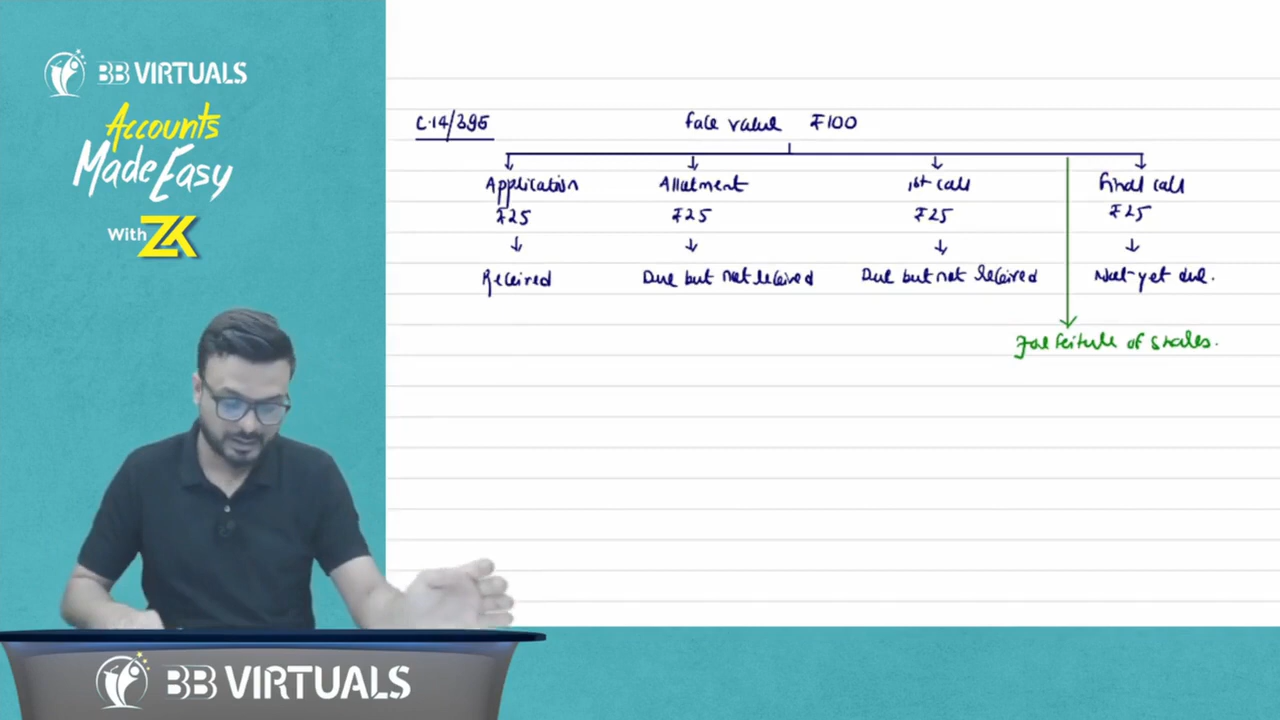 BB VIRTUALS
Accounts
Made Easy
With ZK
C.14/395 Face value ₹100
Application Allotment 1st call Final call
₹25 ₹25 ₹25 ₹25
Received Due but not received Due but not received Not yet due.
Forfeiture of shares.
BB VIRTUALS